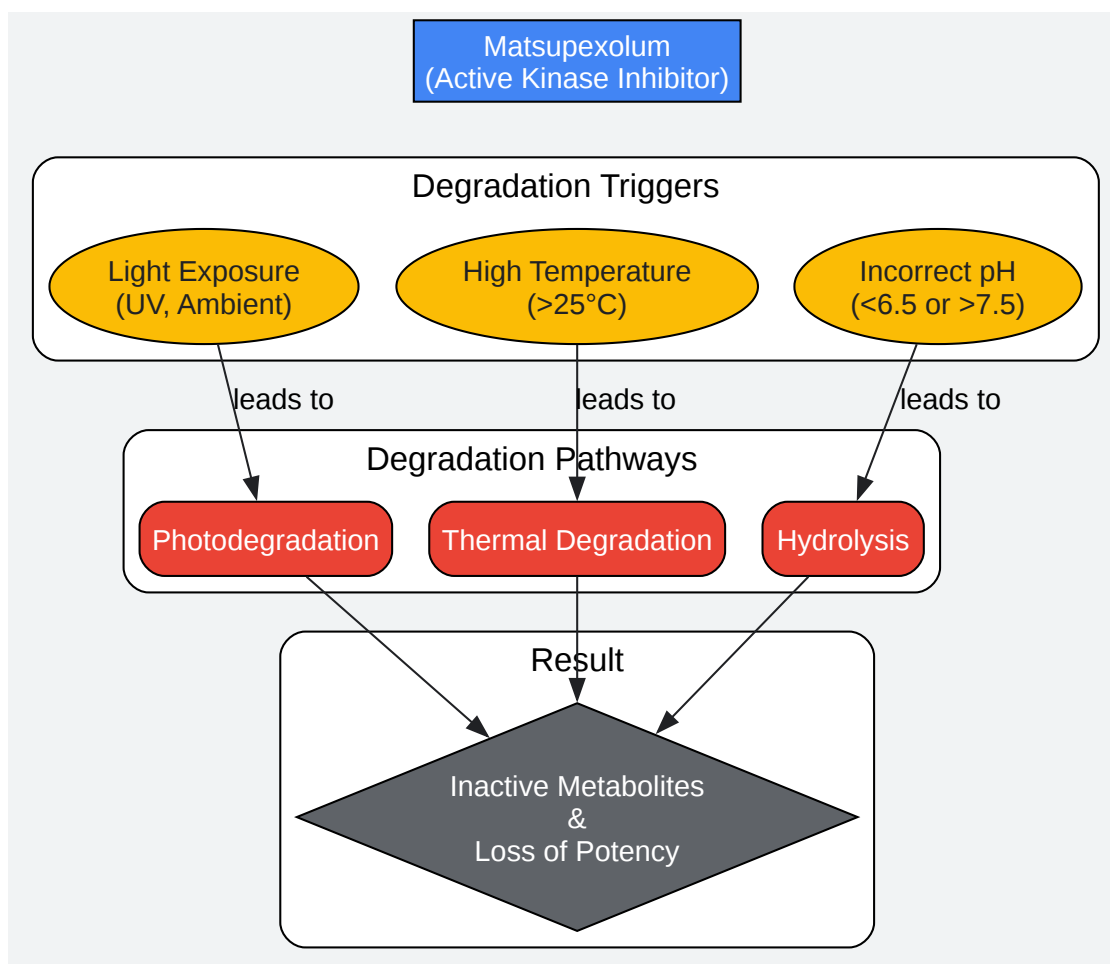 Matsupexolum
(Active Kinase Inhibitor)
Degradation Triggers
Light Exposure
(UV, Ambient)
High Temperature
(>25°C)
Incorrect pH
(<6.5 or >7.5)
leads to
leads to
leads to
Degradation Pathways
Photodegradation
Thermal Degradation
Hydrolysis
Result
Inactive Metabolites
&
Loss of Potency